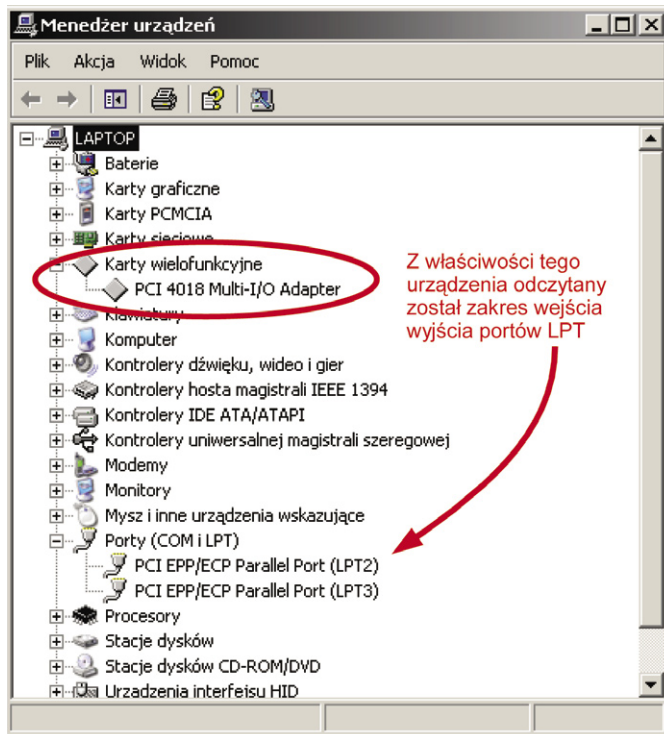 Menedżer urządzeń
Plik Akcja Widok Pomoc
LAPTOP
Baterie
Karty graficzne
Karty PCMCIA
Karty sieciowe
Karty wielofunkcyjne
PCI 4018 Multi-I/O Adapter
Z właściwości tego
urządzenia odczytany
został zakres wejścia
wyjścia portów LPT
Klawiatury
Komputer
Kontrolery dźwięku, wideo i gier
Kontrolery hosta magistrali IEEE 1394
Kontrolery IDE ATA/ATAPI
Kontrolery uniwersalnej magistrali szeregowej
Modemy
Monitory
Mysz i inne urządzenia wskazujące
Porty (COM i LPT)
PCI EPP/ECP Parallel Port (LPT2)
PCI EPP/ECP Parallel Port (LPT3)
Procesory
Stacje dysków
Stacje dysków CD-ROM/DVD
Urządzenia interfejsu HID